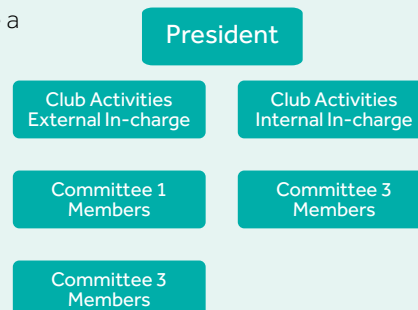 a
President
Club Activities
External In-charge
Club Activities
Internal In-charge
Committee 1
Members
Committee 3
Members
Committee 3
Members